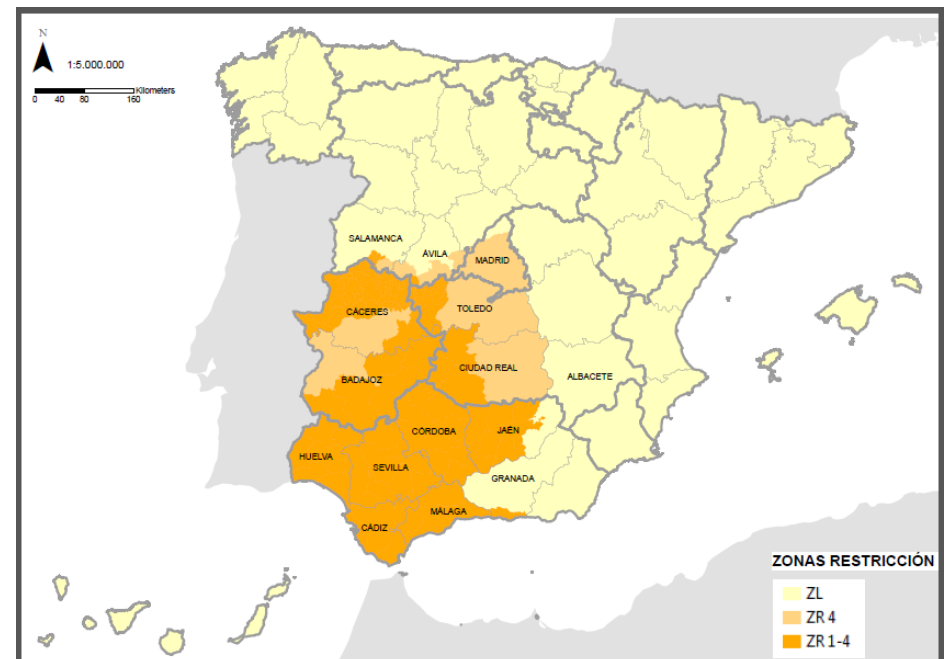 N
1:5.000.000
Kilometers
0 40 80 160
SALAMANCA
ÁVILA
MADRID
CÁCERES
TOLEDO
CIUDAD REAL
BADAJOZ
ALBACETE
CÓRDOBA
JAÉN
HUELVA
SEVILLA
GRANADA
MÁLAGA
CÁDIZ
ZONAS RESTRICCIÓN
ZL
ZR 4
ZR 1-4